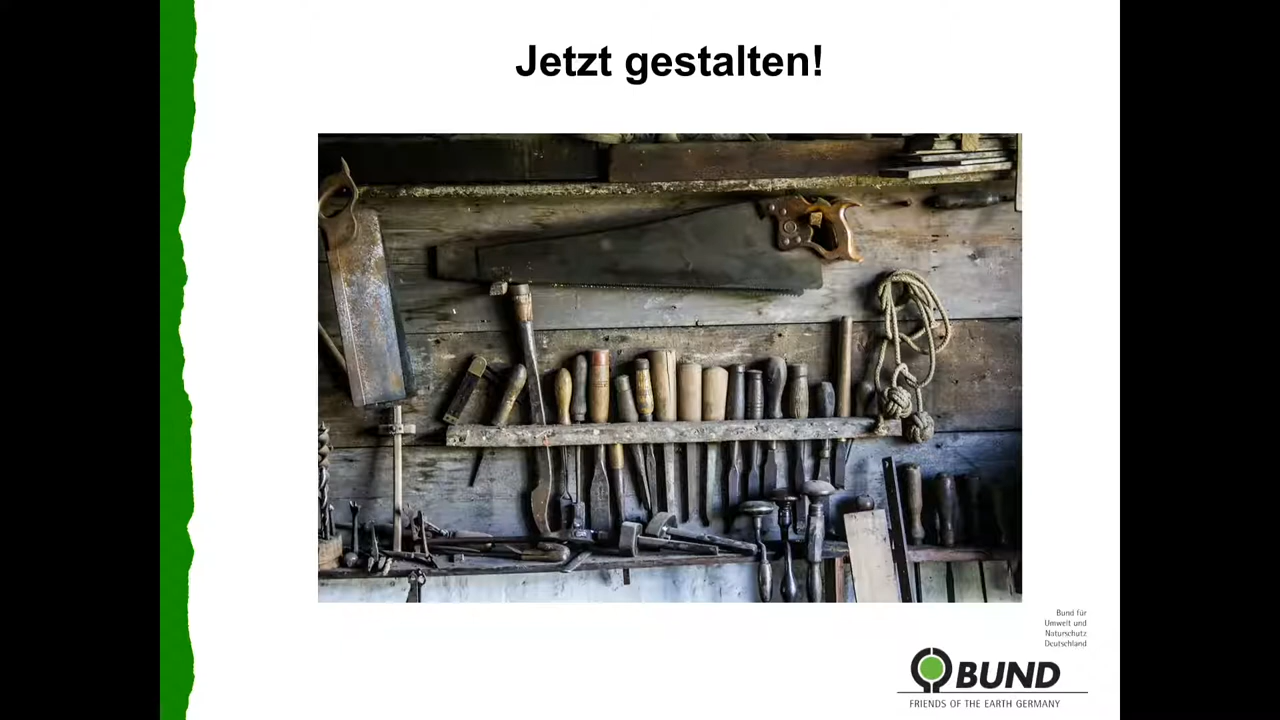 Jetzt gestalten!
Bund für
Umwelt und
Naturschutz
Deutschland
BUND
FRIENDS OF THE EARTH GERMANY